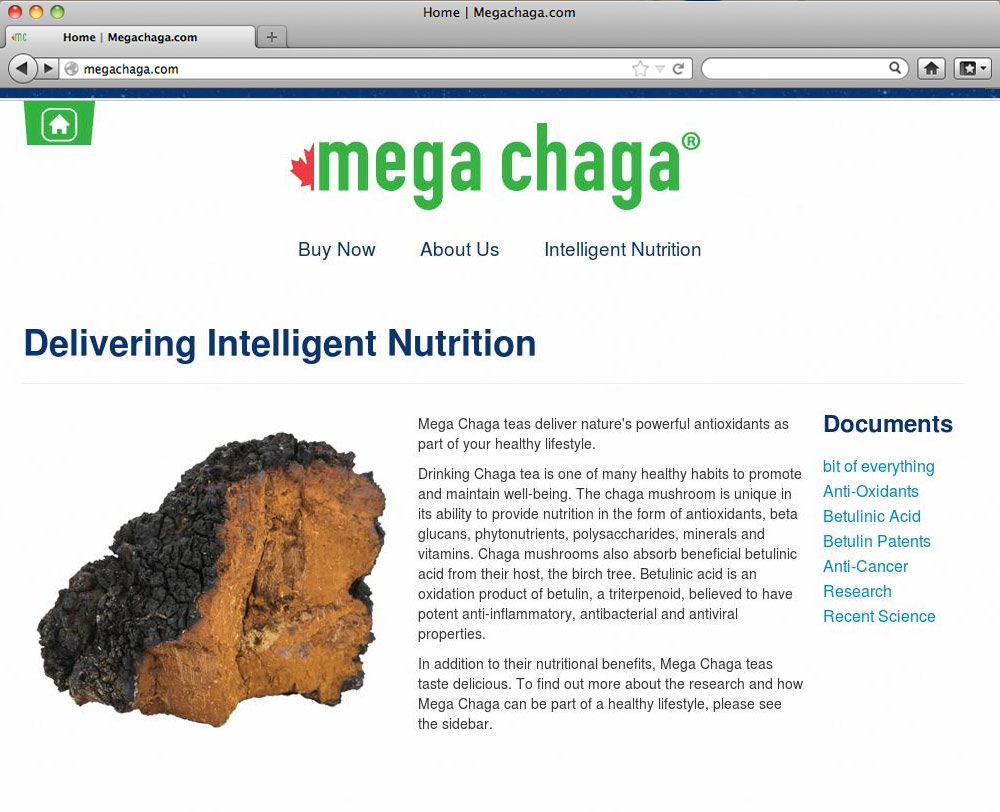 Home | Megachaga.com
mc Home | Megachaga.com
megachaga.com
mega chaga®
Buy Now About Us Intelligent Nutrition
Delivering Intelligent Nutrition
Mega Chaga teas deliver nature's powerful antioxidants as
part of your healthy lifestyle.
Drinking Chaga tea is one of many healthy habits to promote
and maintain well-being. The chaga mushroom is unique in
its ability to provide nutrition in the form of antioxidants, beta
glucans, phytonutrients, polysaccharides, minerals and
vitamins. Chaga mushrooms also absorb beneficial betulinic
acid from their host, the birch tree. Betulinic acid is an
oxidation product of betulin, a triterpenoid, believed to have
potent anti-inflammatory, antibacterial and antiviral
properties.
In addition to their nutritional benefits, Mega Chaga teas
taste delicious. To find out more about the research and how
Mega Chaga can be part of a healthy lifestyle, please see
the sidebar.
Documents
bit of everything
Anti-Oxidants
Betulinic Acid
Betulin Patents
Anti-Cancer
Research
Recent Science